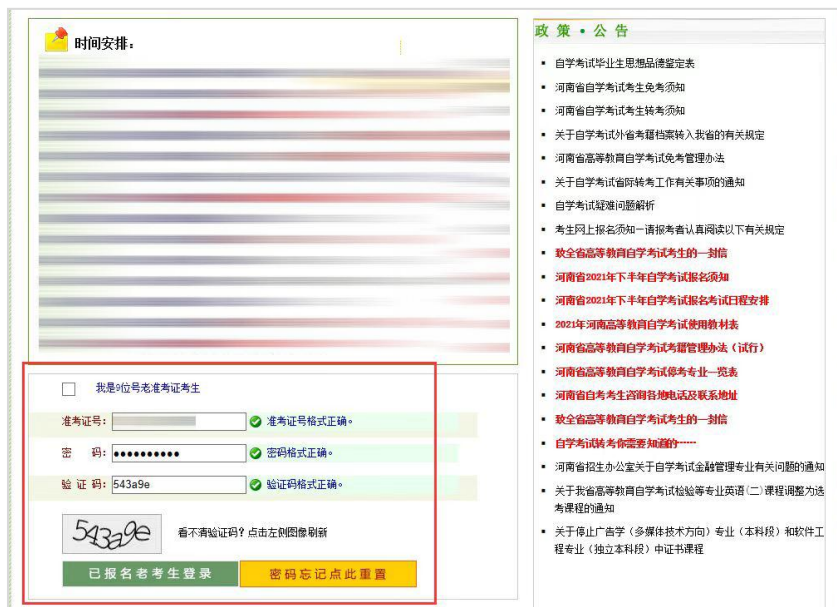 时间安排：
我是9位号老准考证考生
准考证号：
准考证号格式正确。
密 码：●●●●●●●●●●
密码格式正确。
验 证 码：543a9e
验证码格式正确。
543a9e
看不清验证码？点击左侧图像刷新
已报名老考生登录
密码忘记点此重置
政 策 • 公 告
自学考试毕业生思想品德鉴定表
河南省自学考试考生免考须知
河南省自学考试考生转考须知
关于自学考试外省考籍档案转入我省的有关规定
河南省高等教育自学考试免考管理办法
关于自学考试省际转考工作有关事项的通知
自学考试疑难问题解析
考生网上报名须知－请报考者认真阅读以下有关规定
致全省高等教育自学考试考生的一封信
河南省2021年下半年自学考试报名须知
河南省2021年下半年自学考试报名考试日程安排
2021年河南高等教育自学考试使用教材表
河南省高等教育自学考试考籍管理办法（试行）
河南省高等教育自学考试停考专业一览表
河南省自考考生咨询各地电话及联系地址
致全省高等教育自学考试考生的一封信
自学考试转考你需要知道的……
河南省招生办公室关于自学考试金融管理专业有关问题的通知
关于我省高等教育自学考试检验等专业英语(二)课程调整为选
考课程的通知
关于停止广告学（多媒体技术方向）专业（本科段）和软件工
程专业（独立本科段）中证书课程